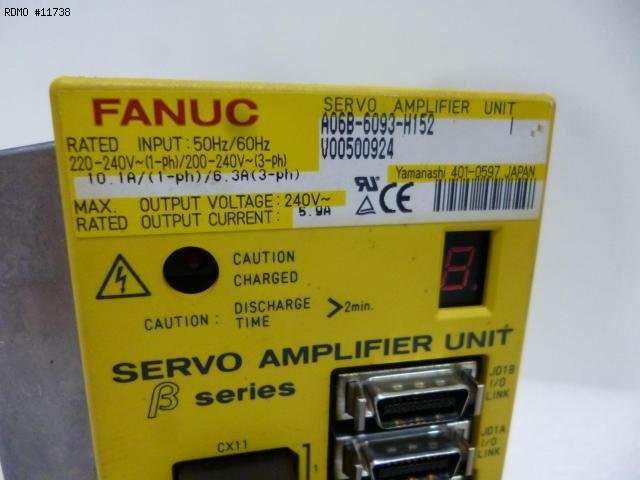 RDMO #11738
FANUC
SERVO AMPLIFIER UNIT
A06B-6093-H152 I
V00500924
RATED INPUT:50Hz/60Hz
220-240V~(1-ph)/200-240V~(3-ph)
10.1A/(1-ph)/6.3A(3-ph)
Yamanashi 401-0597 JAPAN
MAX. OUTPUT VOLTAGE:240V~
RATED OUTPUT CURRENT: 5.9A
CE
CAUTION
CHARGED
CAUTION: DISCHARGE TIME >2min.
8.
SERVO AMPLIFIER UNIT
β series
JD1B
I/O
LINK
JD1A
I/O
LINK
CX11
1